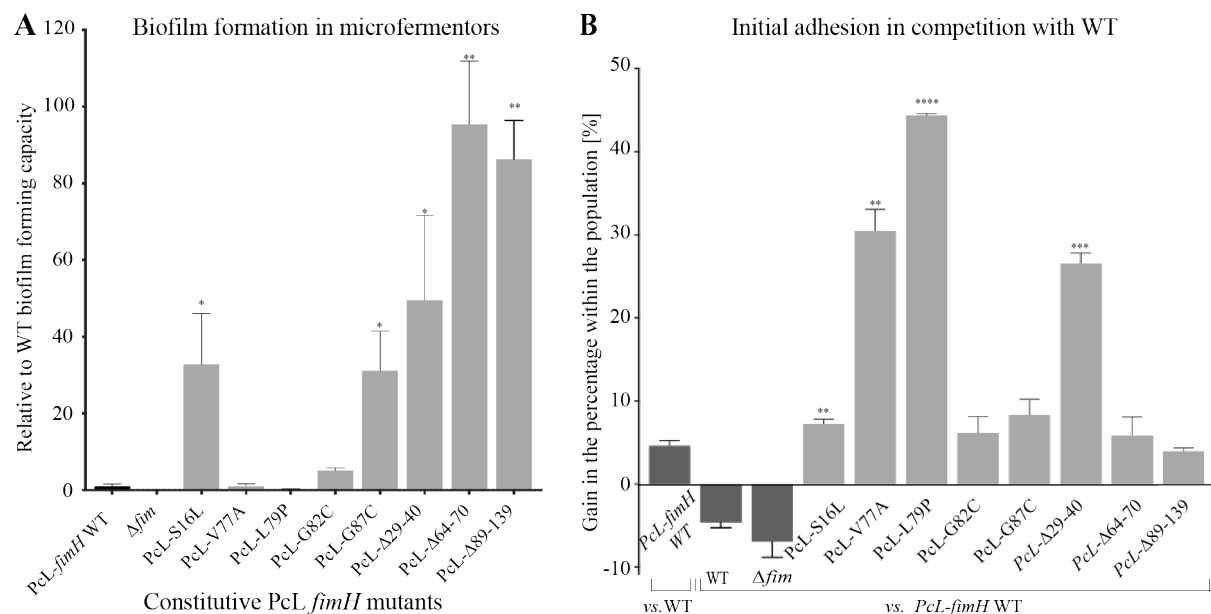 A Biofilm formation in microfermentors
Relative to WT biofilm forming capacity
120
100
80
60
40
20
0
*
*
*
**
**
PcL-fimH WT
Δfim
PcL-S16L
PcL-V77A
PcL-L79P
PcL-G82C
PcL-G87C
PcL-Δ29-40
PcL-Δ64-70
PcL-Δ89-139
Constitutive PcL fimH mutants
B Initial adhesion in competition with WT
Gain in the percentage within the population [%]
50
40
30
20
10
0
-10
**
**
****
***
PcL-fimH
WT
WT
Δfim
PcL-S16L
PcL-V77A
PcL-L79P
PcL-G82C
PcL-G87C
PcL-Δ29-40
PcL-Δ64-70
PcL-Δ89-139
vs.WT
vs. PcL-fimH WT